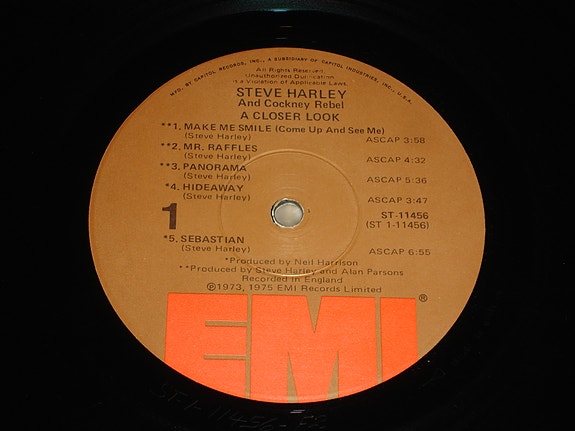 MFD. BY CAPITOL RECORDS, INC., A SUBSIDIARY OF CAPITOL INDUSTRIES, INC., U.S.A.
All Rights Reserved
Unauthorized Duplication
is a Violation of Applicable Laws
STEVE HARLEY
And Cockney Rebel
A CLOSER LOOK
**1. MAKE ME SMILE (Come Up And See Me)
(Steve Harley) ASCAP 3:58
**2. MR. RAFFLES
(Steve Harley) ASCAP 4:32
**3. PANORAMA
(Steve Harley) ASCAP 5:36
*4. HIDEAWAY
(Steve Harley) ASCAP 3:47
1
ST-11456
(ST 1-11456)
*5. SEBASTIAN
(Steve Harley) ASCAP 6:55
*Produced by Neil Harrison
**Produced by Steve Harley and Alan Parsons
Recorded in England
℗1973, 1975 EMI Records Limited
EMI®